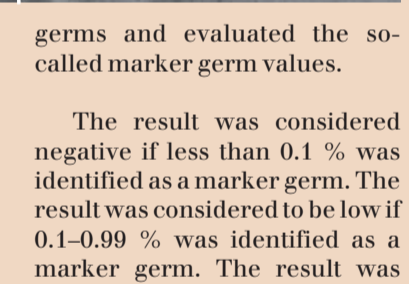 germs and evaluated the so-
called marker germ values.
The result was considered
negative if less than 0.1 % was
identified as a marker germ. The
result was considered to be low if
0.1–0.99 % was identified as a
marker germ. The result was